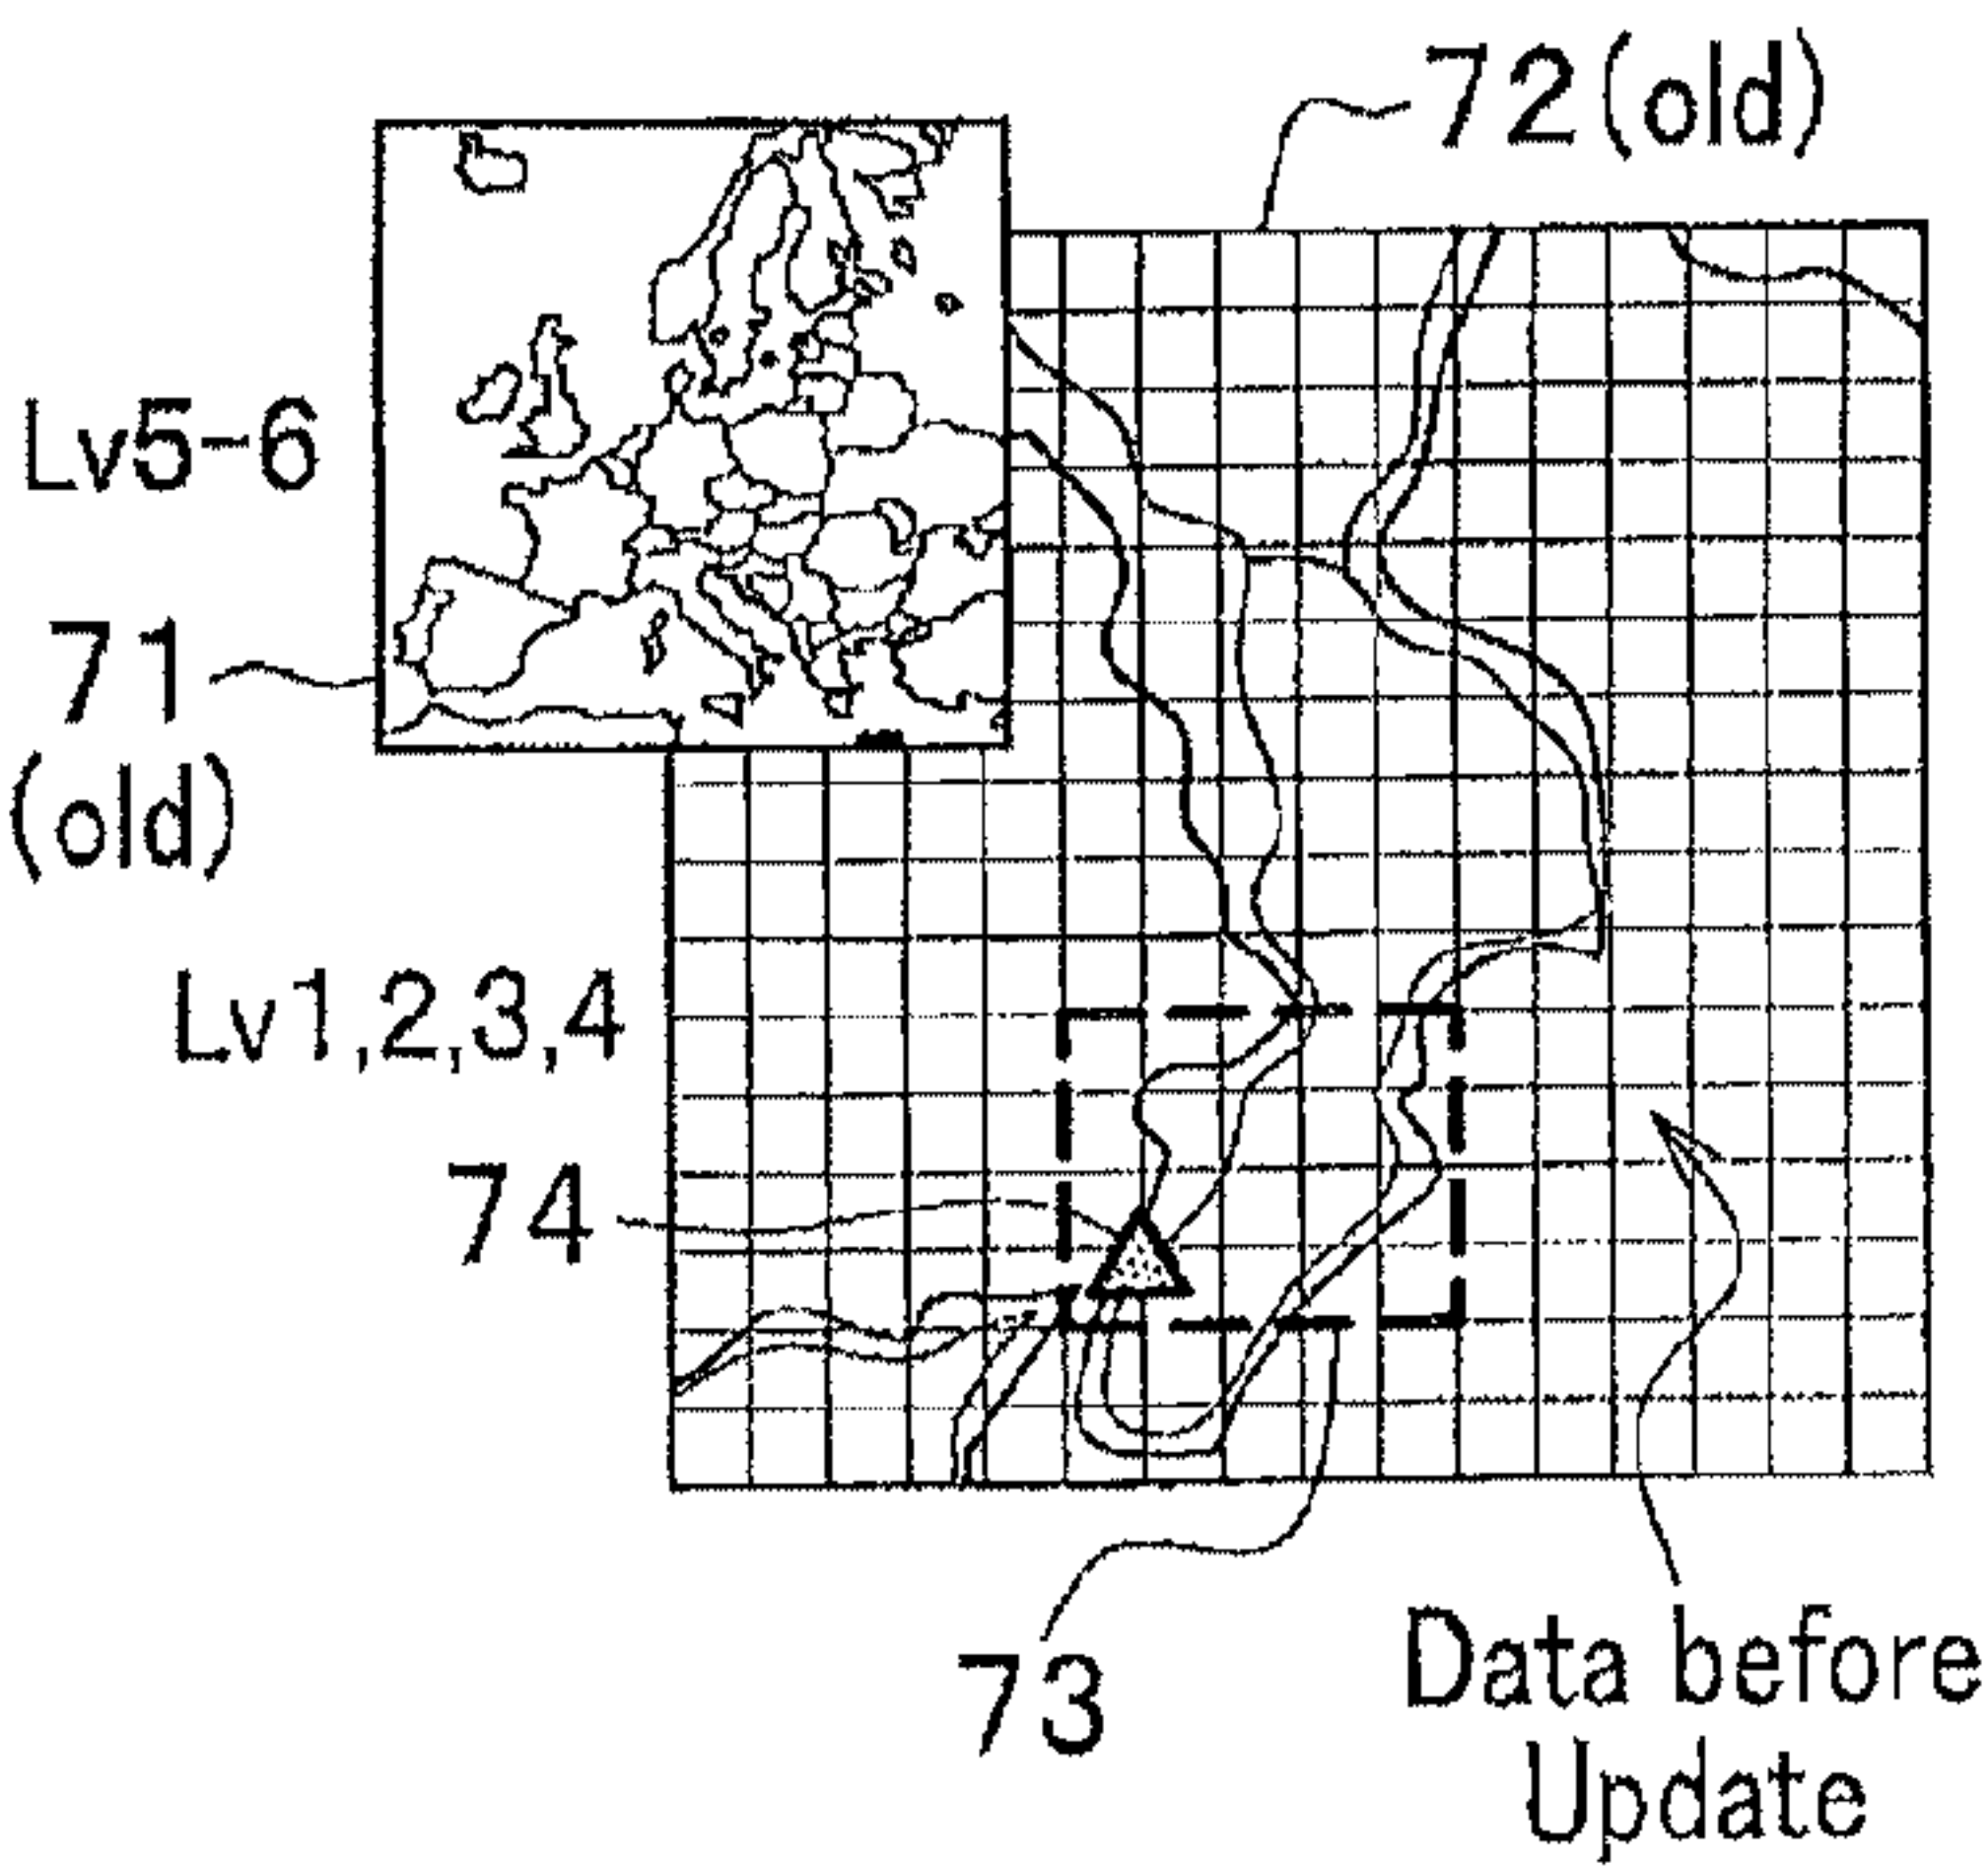 72(old)
Lv5-6
71
(old)
Lv1,2,3,4
74
73
Data before
Update